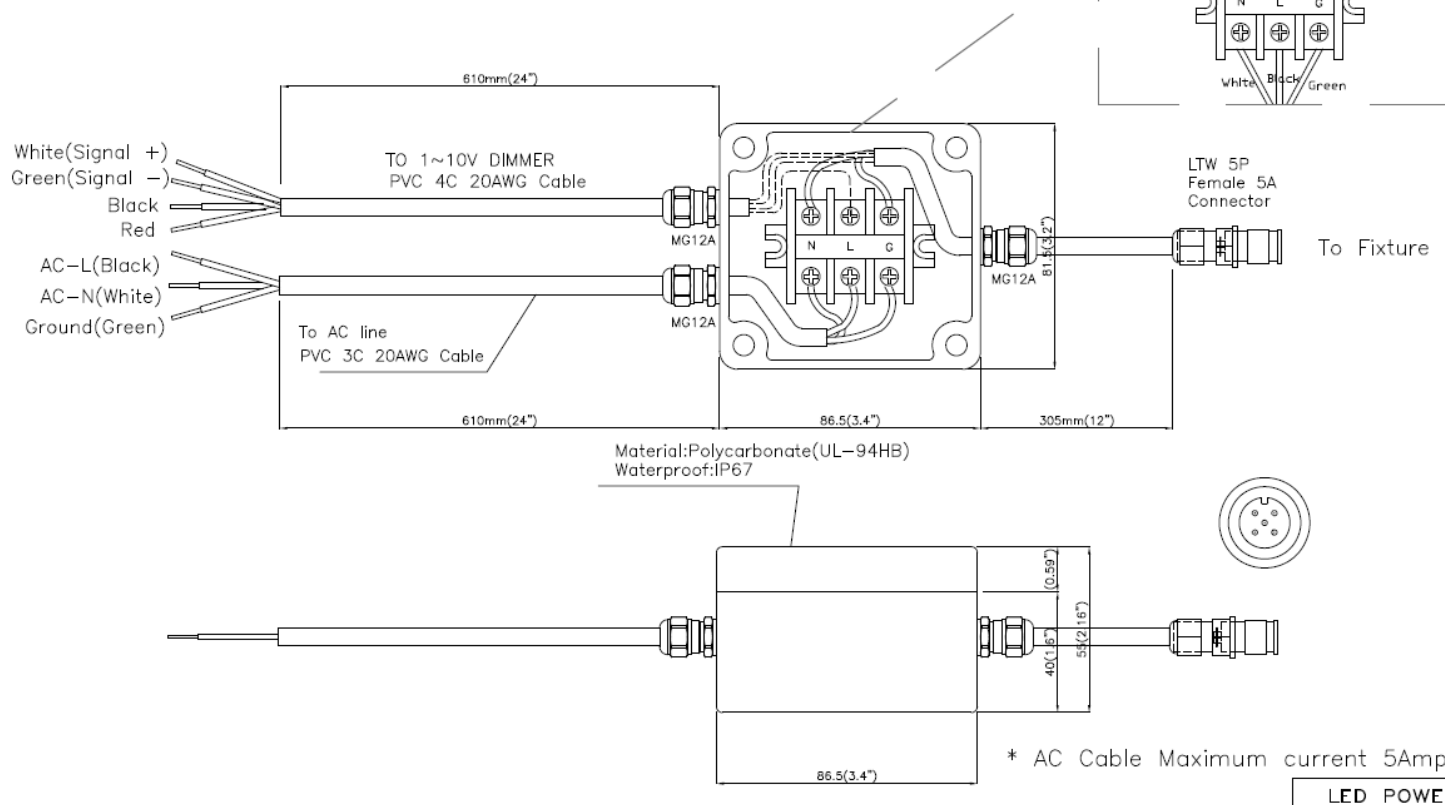 N L G
White Black Green
610mm(24")
White(Signal +)
Green(Signal -)
Black
Red
TO 1~10V DIMMER
PVC 4C 20AWG Cable
MG12A
N L G
MG12A
81.5(3.2")
LTW 5P
Female 5A
Connector
To Fixture
AC-L(Black)
AC-N(White)
Ground(Green)
To AC line
PVC 3C 20AWG Cable
MG12A
610mm(24")
86.5(3.4")
305mm(12")
Material:Polycarbonate(UL-94HB)
Waterproof:IP67
(0.59")
40(1.6")
55(2.16")
86.5(3.4")
* AC Cable Maximum current 5Amp
LED POWE